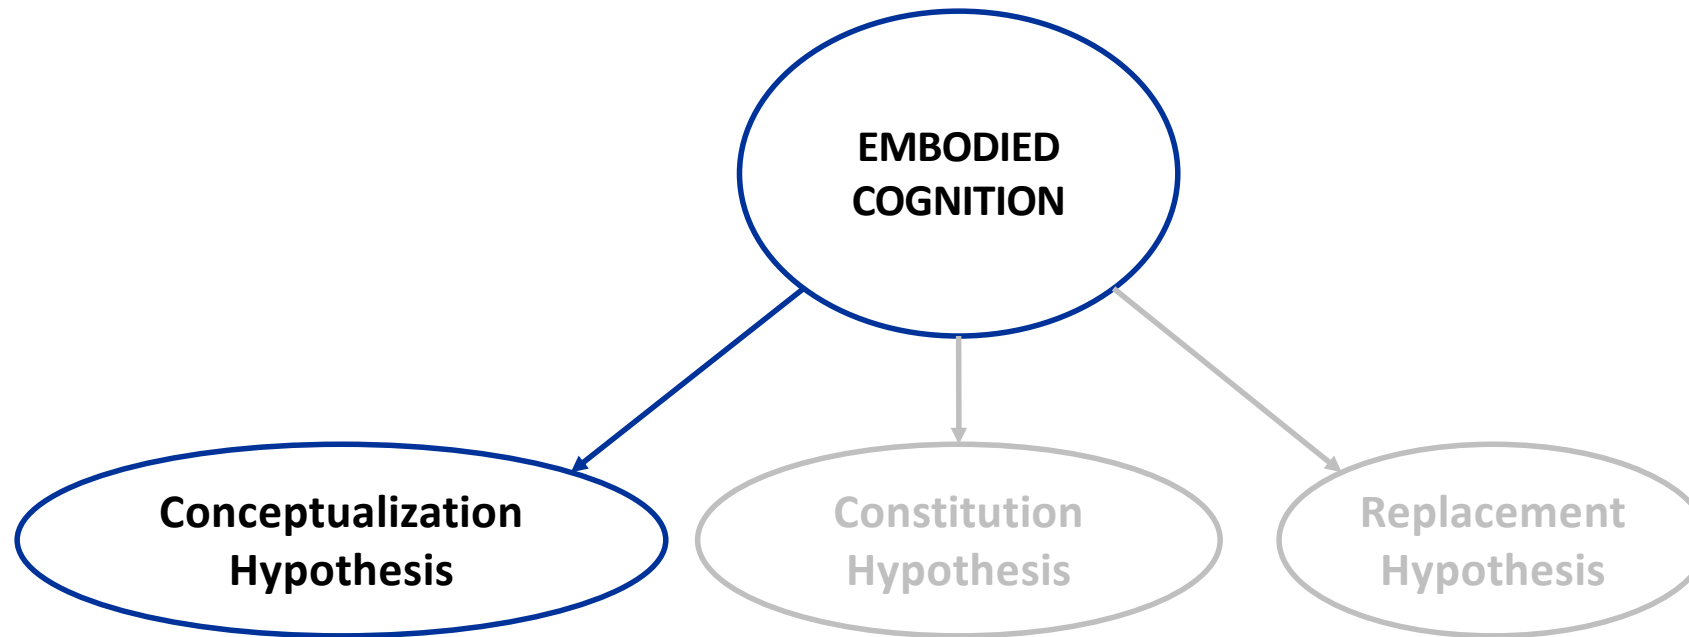 EMBODIED
COGNITION
Conceptualization
Hypothesis
Constitution
Hypothesis
Replacement
Hypothesis